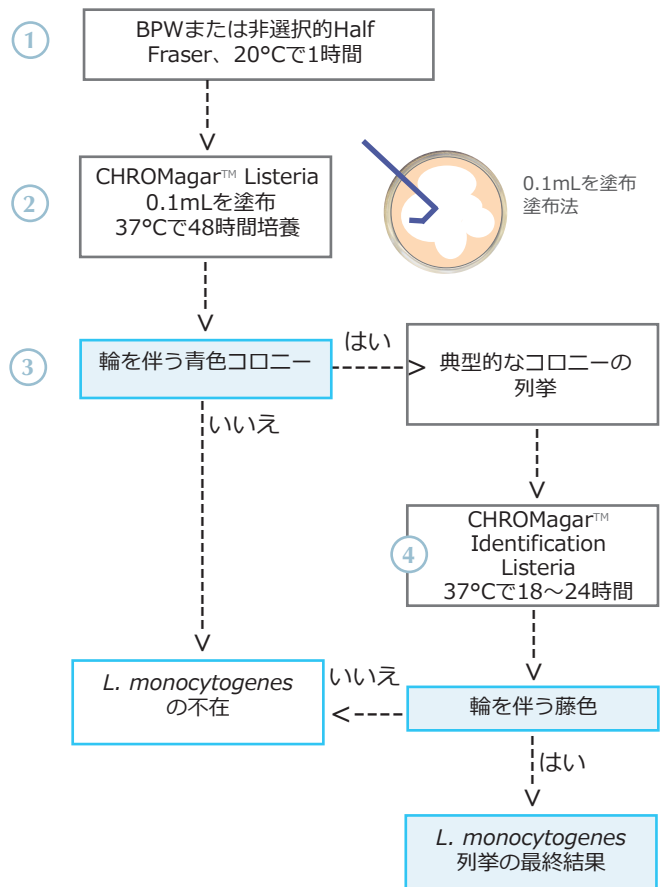 1
BPWまたは非選択的Half
Fraser、20°Cで1時間
2
CHROMagar™ Listeria
0.1mLを塗布
37°Cで48時間培養
0.1mLを塗布
塗布法
3
輪を伴う青色コロニー
はい
典型的なコロニーの
列挙
いいえ
4
CHROMagar™
Identification
Listeria
37°Cで18～24時間
L. monocytogenes
の不在
いいえ
輪を伴う藤色
はい
L. monocytogenes
列挙の最終結果